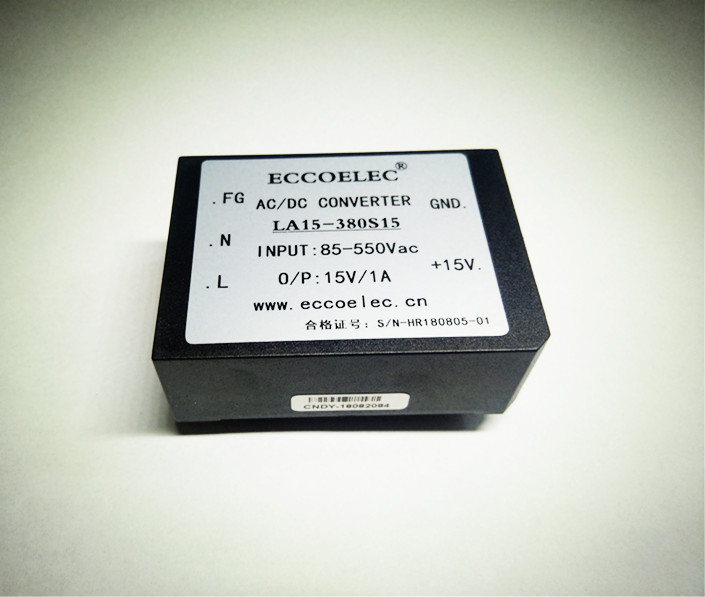 ECCOELEC®
.FG AC/DC CONVERTER GND.
LA15-380S15
.N INPUT:85-550Vac
+15V.
.L O/P:15V/1A
www.eccoelec.cn
合格证号: S/N-HR180805-01
CNDY-18082084